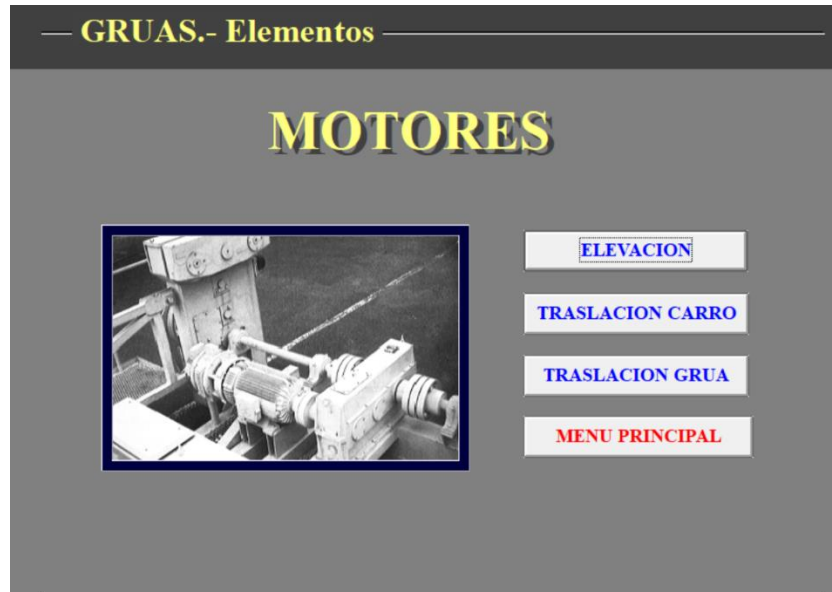 GRUAS.- Elementos
MOTORES
ELEVACION
TRASLACION CARRO
TRASLACION GRUA
MENU PRINCIPAL